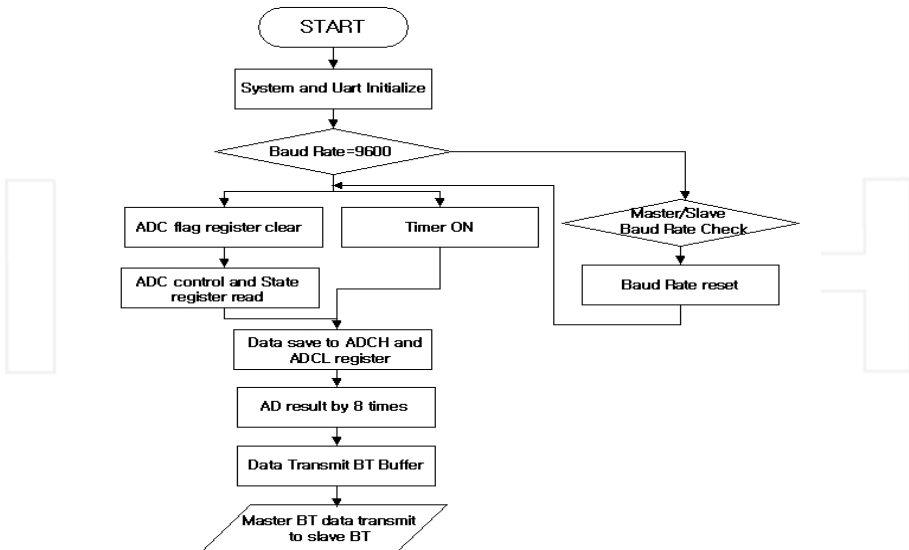 START
System and Uart Initialize
Baud Rate=9600
ADC flag register clear
Timer ON
Master/Slave
Baud Rate Check
ADC control and State
register read
Baud Rate reset
Data save to ADCH and
ADCL register
AD result by 8 times
Data Transmit BT Buffer
Master BT data transmit
to slave BT